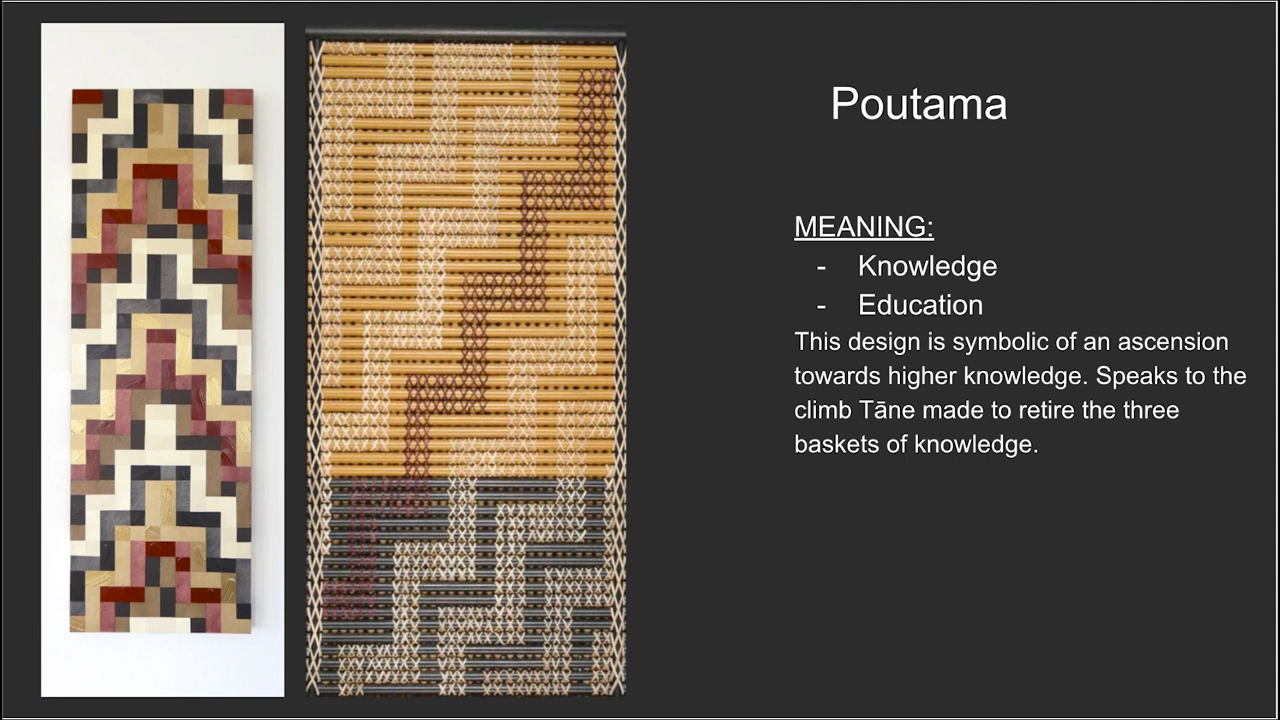 Poutama
MEANING:
- Knowledge
- Education
This design is symbolic of an ascension
towards higher knowledge. Speaks to the
climb Tāne made to retire the three
baskets of knowledge.